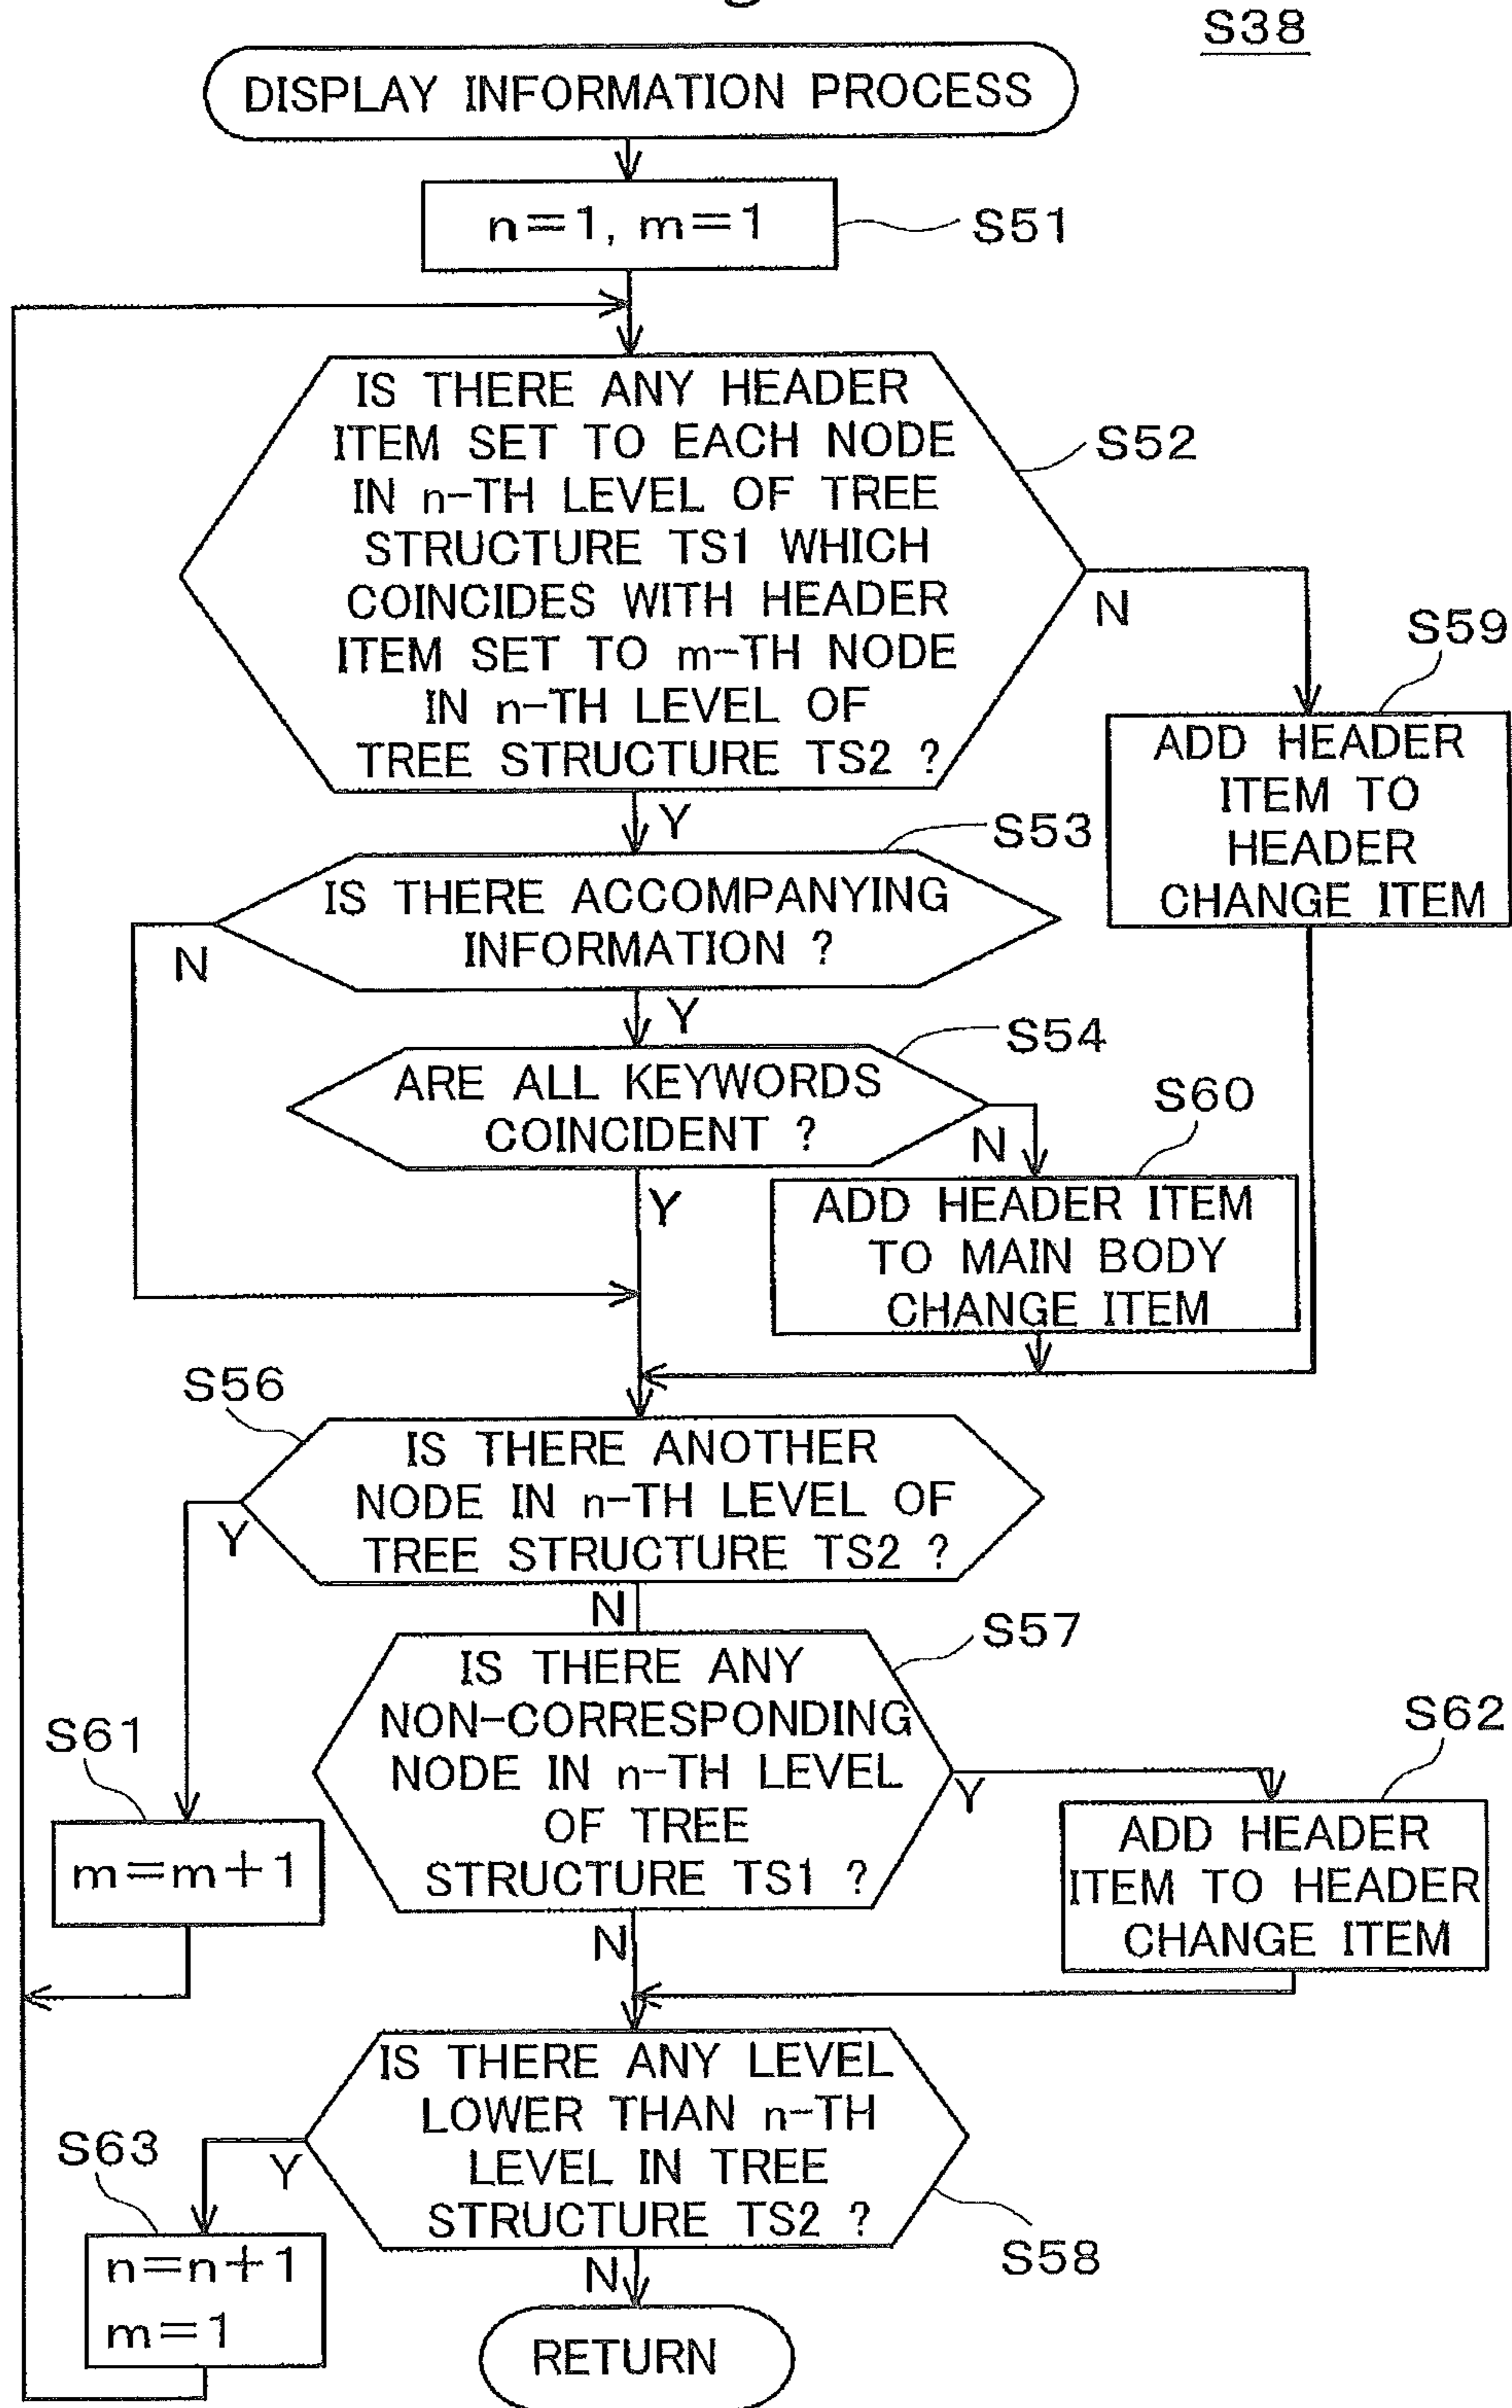 S38
DISPLAY INFORMATION PROCESS
n=1, m=1
S51
IS THERE ANY HEADER
ITEM SET TO EACH NODE
IN n-TH LEVEL OF TREE
STRUCTURE TS1 WHICH
COINCIDES WITH HEADER
ITEM SET TO m-TH NODE
IN n-TH LEVEL OF
TREE STRUCTURE TS2 ?
S52
N
Y
S59
ADD HEADER
ITEM TO
HEADER
CHANGE ITEM
S53
IS THERE ACCOMPANYING
INFORMATION ?
N
Y
S54
ARE ALL KEYWORDS
COINCIDENT ?
N
Y
S60
ADD HEADER ITEM
TO MAIN BODY
CHANGE ITEM
S56
IS THERE ANOTHER
NODE IN n-TH LEVEL OF
TREE STRUCTURE TS2 ?
Y
N
S57
IS THERE ANY
NON-CORRESPONDING
NODE IN n-TH LEVEL
OF TREE
STRUCTURE TS1 ?
Y
N
S61
m=m+1
S62
ADD HEADER
ITEM TO HEADER
CHANGE ITEM
IS THERE ANY LEVEL
LOWER THAN n-TH
LEVEL IN TREE
STRUCTURE TS2 ?
S58
Y
N
S63
n=n+1
m=1
RETURN